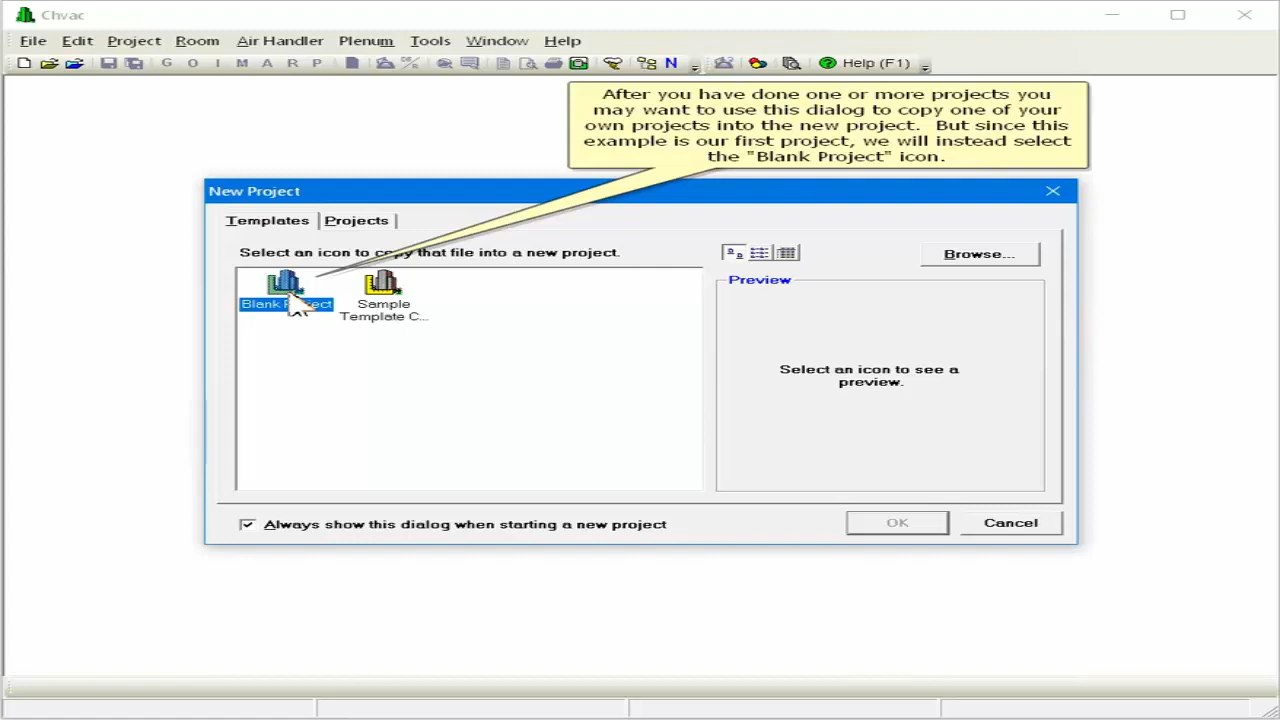 Chvac
File Edit Project Room Air Handler Plenum Tools Window Help
G O I M A R P N Help (F1)
After you have done one or more projects you
may want to use this dialog to copy one of your
own projects into the new project.  But since this
example is our first project, we will instead select
the "Blank Project" icon.
New Project
Templates Projects
Select an icon to copy that file into a new project.
Browse...
Preview
Blank Project
Sample
Template C...
Select an icon to see a
preview.
Always show this dialog when starting a new project
OK Cancel